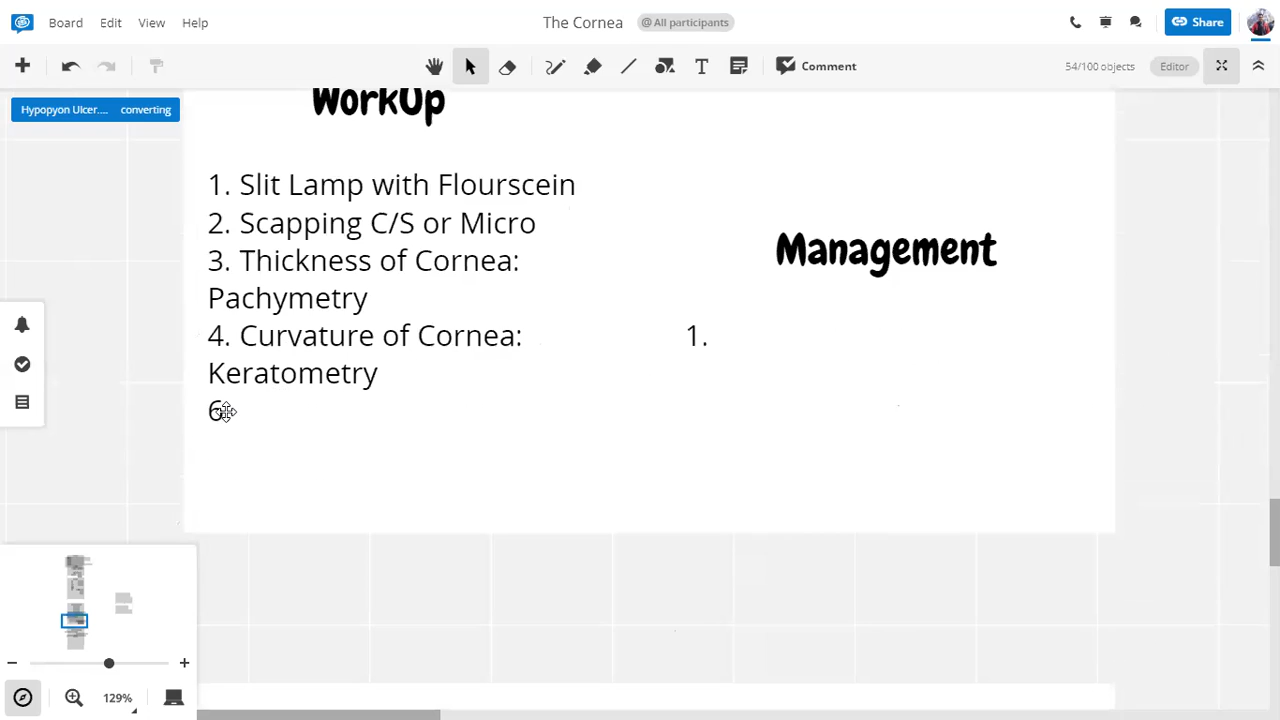 Board Edit View Help The Cornea @ All participants Share
54/100 objects Editor
T Comment
Hypopyon Ulcer.... converting
WorkUp
1. Slit Lamp with Flourscein
2. Scapping C/S or Micro
3. Thickness of Cornea:
Pachymetry
4. Curvature of Cornea:
Keratometry
6
Management
1.
129%